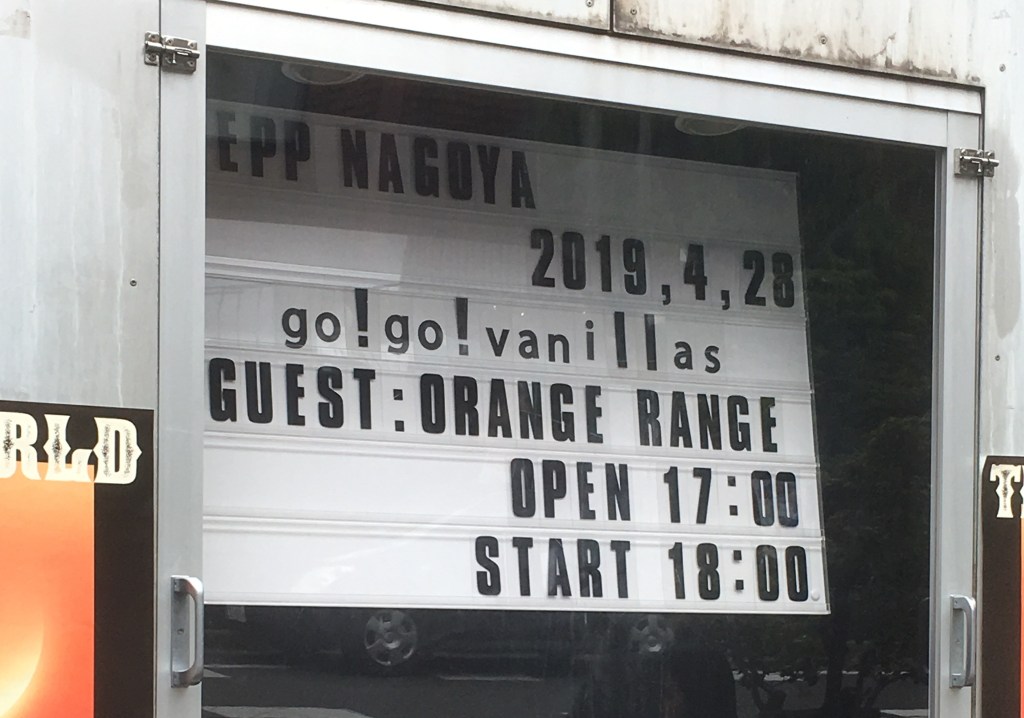 EPP NAGOYA
2019,4,28
go!go!vanillas
GUEST:ORANGE RANGE
OPEN 17:00
START 18:00
RLD
T